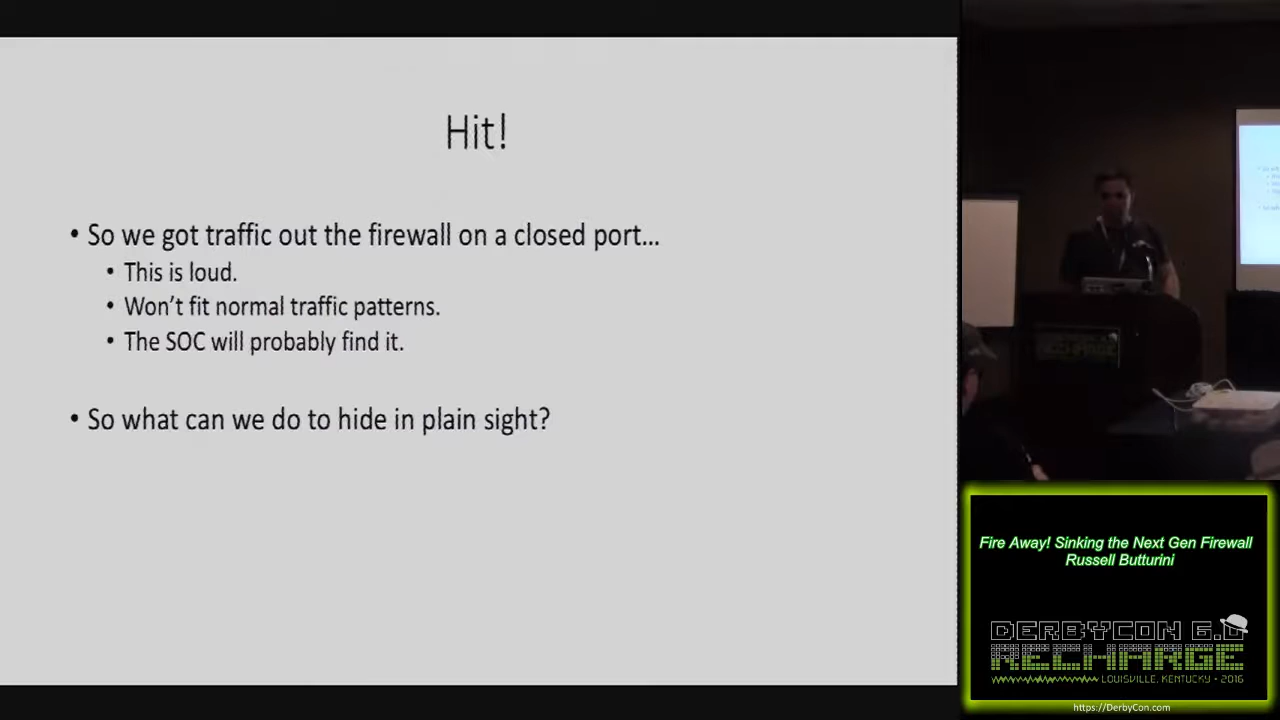 Hit!
• So we got traffic out the firewall on a closed port...
• This is loud.
• Won't fit normal traffic patterns.
• The SOC will probably find it.
• So what can we do to hide in plain sight?
Fire Away! Sinking the Next Gen Firewall
Russell Butturini
DERBYCON 6.0
RECHARGE
LOUISVILLE, KENTUCKY • 2016
https://DerbyCon.com